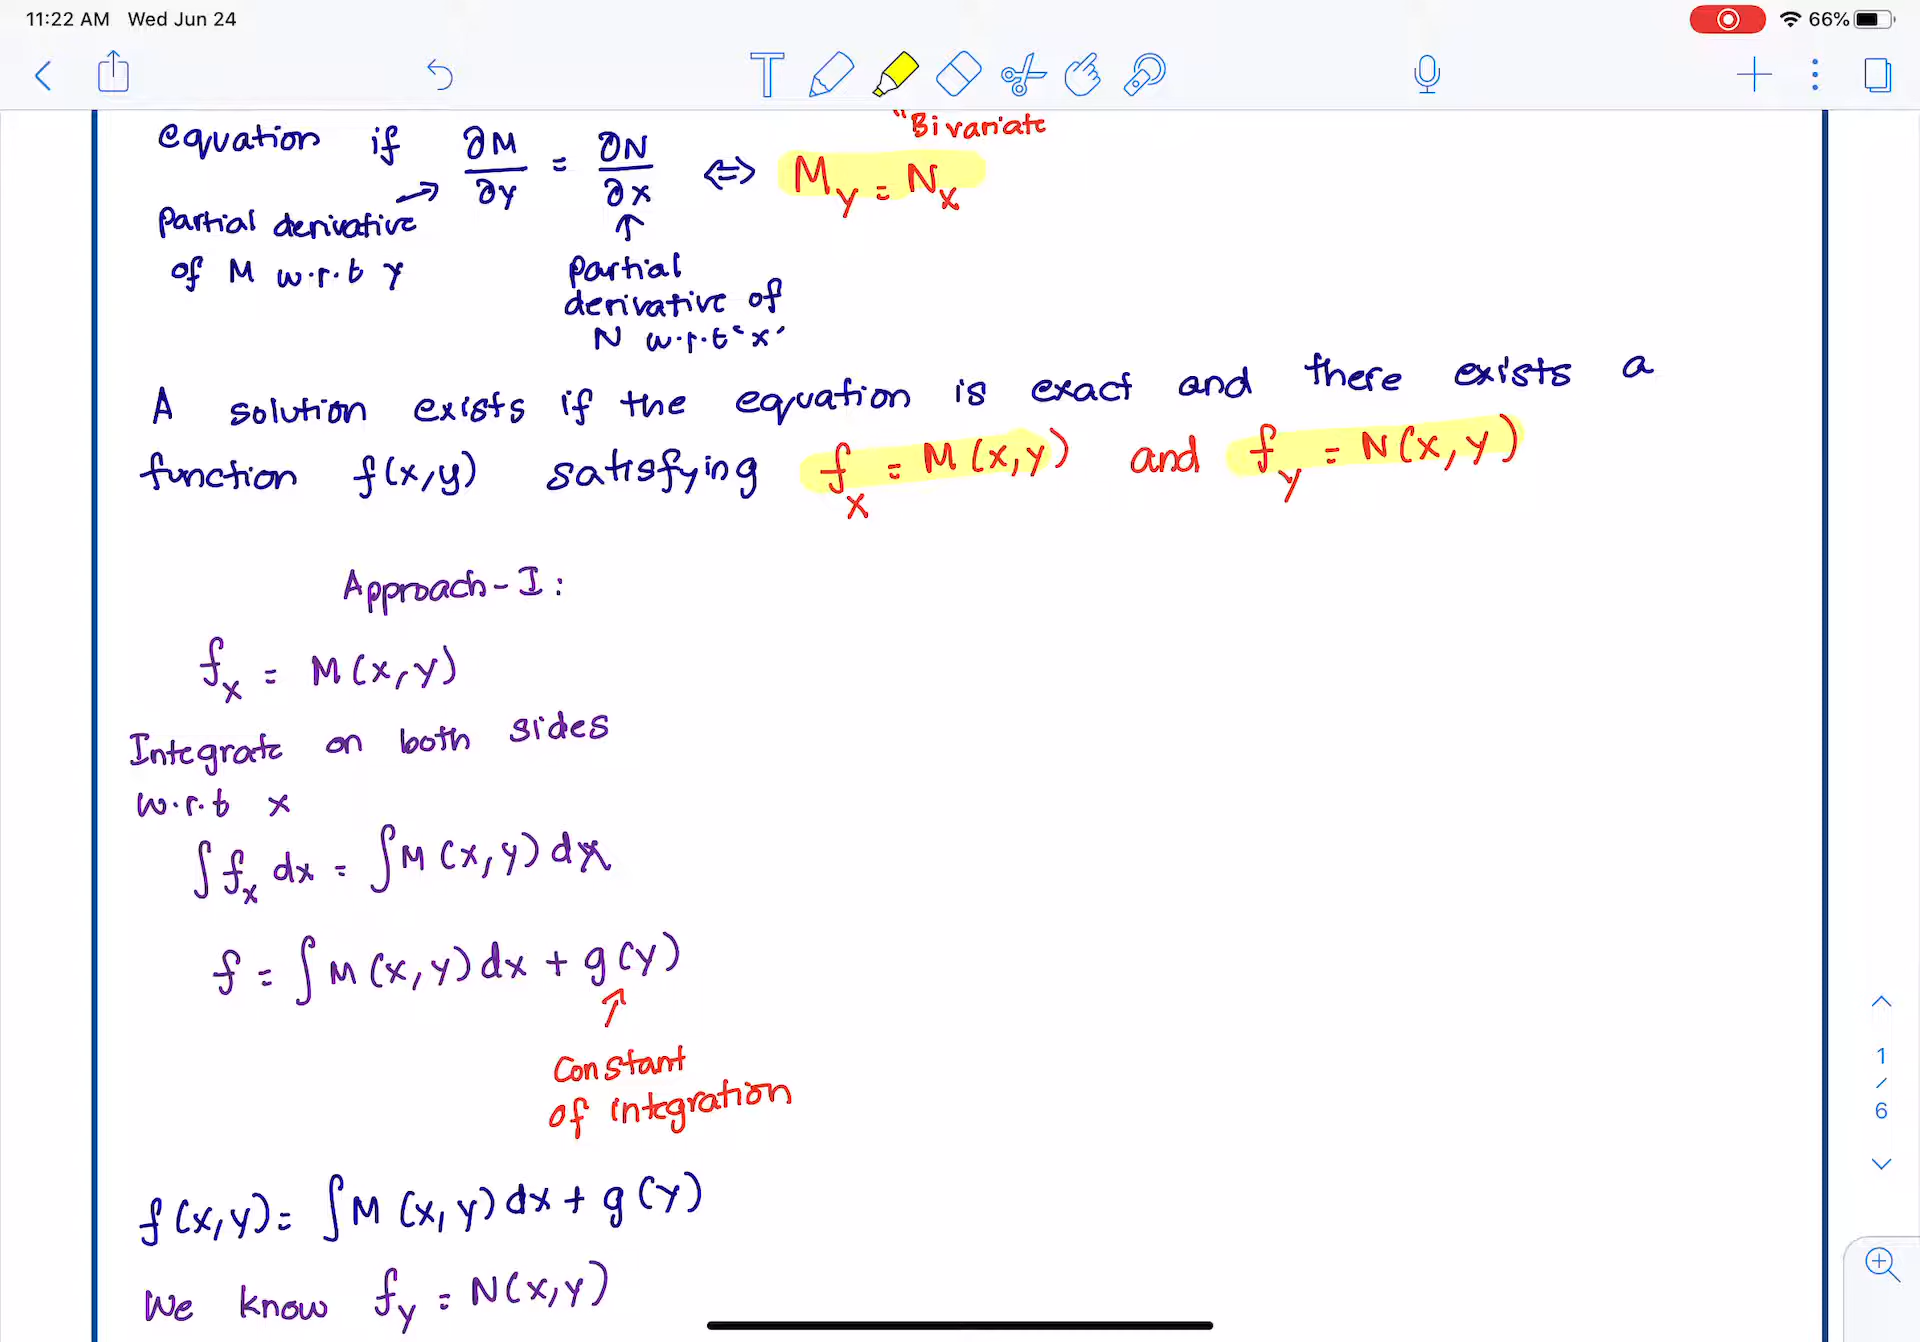 11:22 AM Wed Jun 24
66%
T
"Bivariate
equation if ∂M/∂y = ∂N/∂x ⇔ My = Nx
Partial derivative
of M w.r.t y
partial
derivative of
N w.r.t 'x'
A solution exists if the equation is exact and there exists a
function f(x,y) satisfying fx = M(x,y) and fy = N(x,y)
Approach-I:
fx = M(x,y)
Integrate on both sides
w.r.t x
∫fx dx = ∫M(x,y) dx
f = ∫M(x,y) dx + g(y)
↑
Constant
of integration
f(x,y) = ∫M(x,y) dx + g(y)
We know fy = N(x,y)
1
/
6